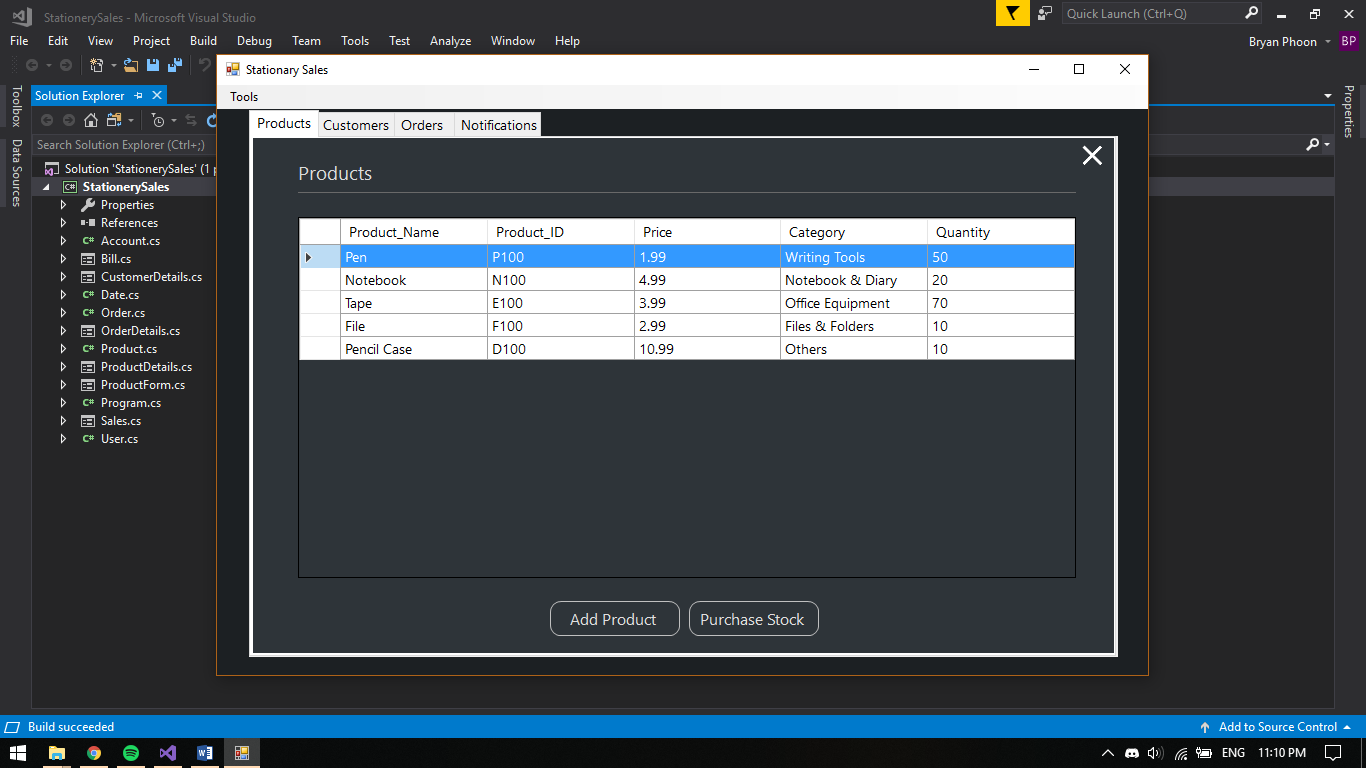 StationerySales - Microsoft Visual Studio
Quick Launch (Ctrl+Q)
File Edit View Project Build Debug Team Tools Test Analyze Window Help
Bryan Phoon BP
Stationary Sales
Tools
Toolbox
Data Sources
Solution Explorer
Search Solution Explorer (Ctrl+;)
Solution 'StationerySales' (1
StationerySales
Properties
References
Account.cs
Bill.cs
CustomerDetails.cs
Date.cs
Order.cs
OrderDetails.cs
Product.cs
ProductDetails.cs
ProductForm.cs
Program.cs
Sales.cs
User.cs
Products Customers Orders Notifications
Products
Product_Name Product_ID Price Category Quantity
Pen P100 1.99 Writing Tools 50
Notebook N100 4.99 Notebook & Diary 20
Tape E100 3.99 Office Equipment 70
File F100 2.99 Files & Folders 10
Pencil Case D100 10.99 Others 10
Add Product Purchase Stock
Properties
Build succeeded
Add to Source Control
ENG 11:10 PM